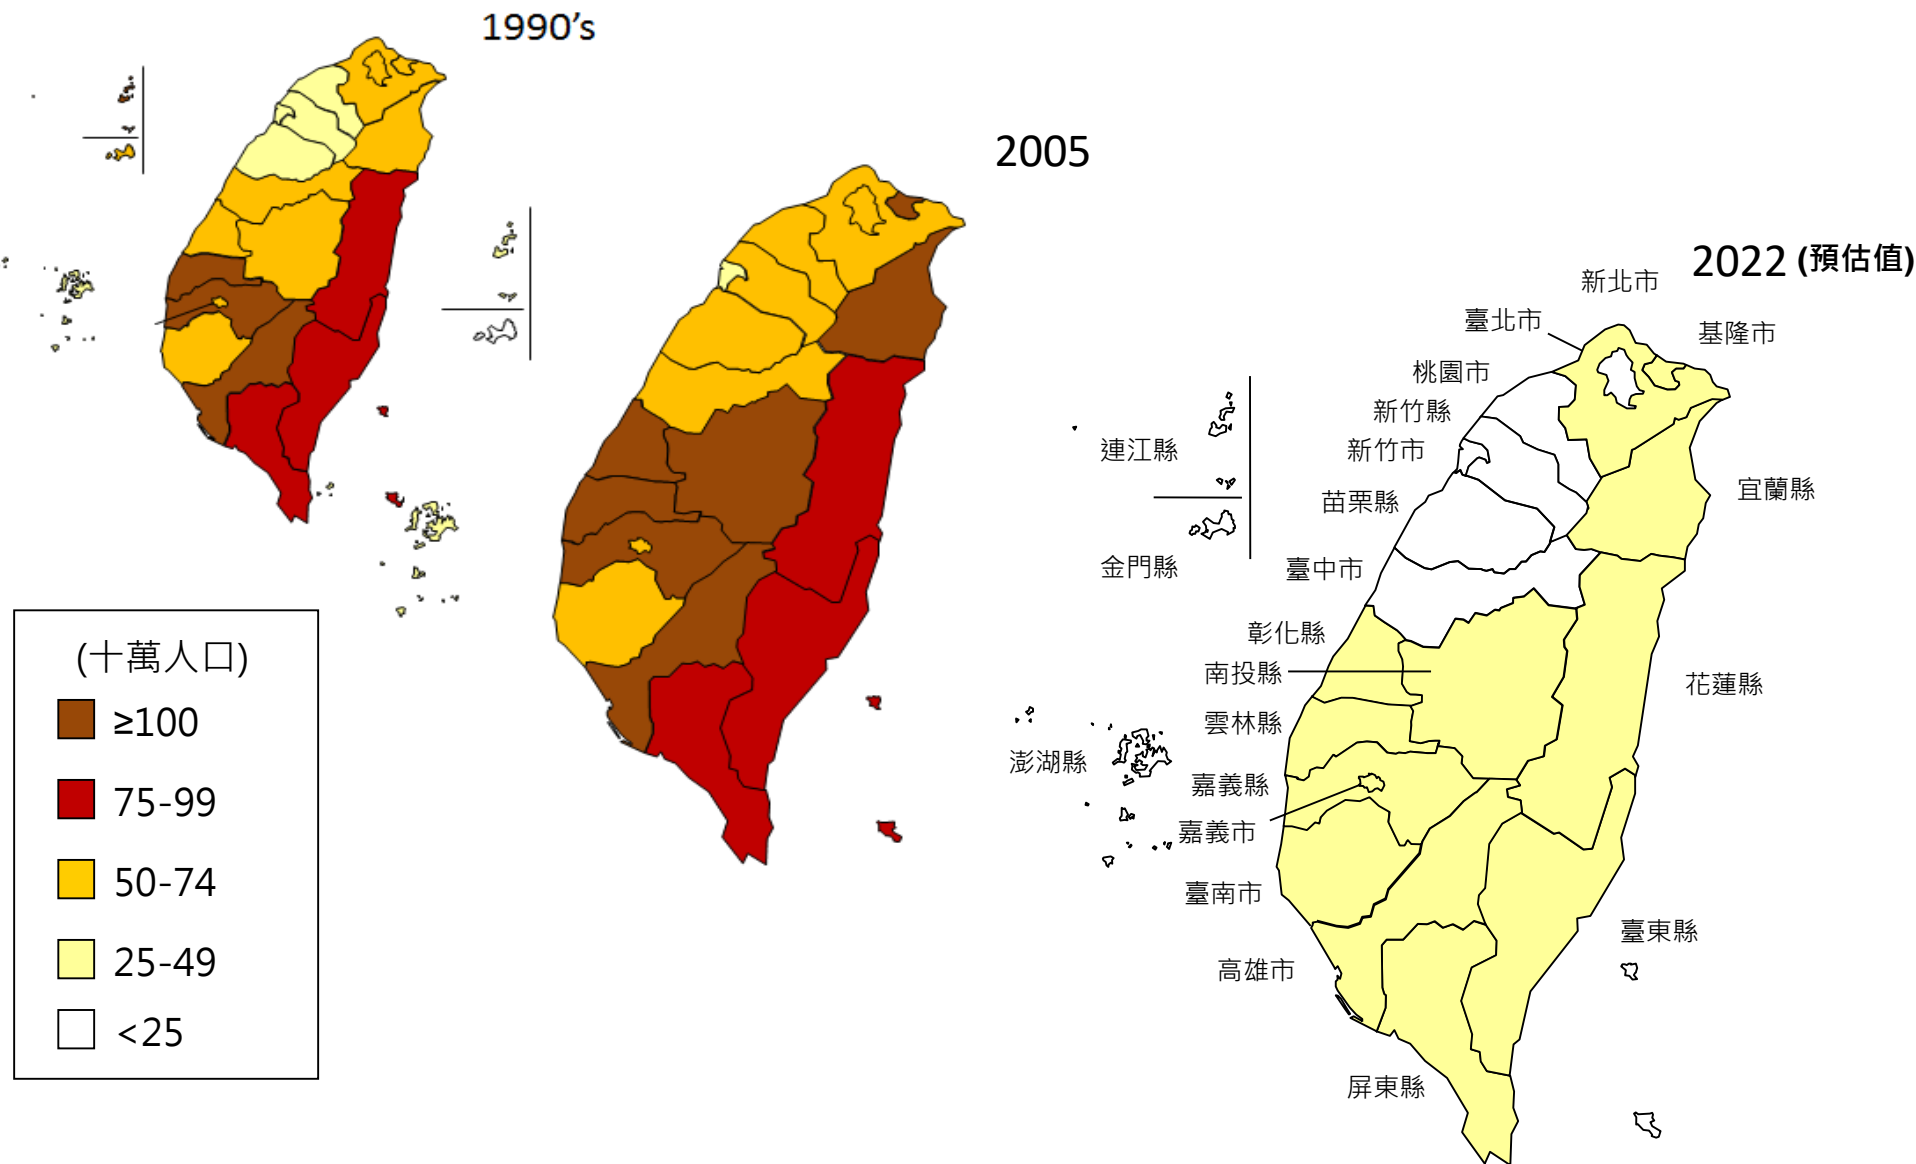 1990’s
2005
2022 (預估值)
新北市
臺北市
基隆市
桃園市
新竹縣
新竹市
連江縣
苗栗縣
宜蘭縣
金門縣
臺中市
彰化縣
南投縣
花蓮縣
雲林縣
澎湖縣
嘉義縣
嘉義市
臺南市
臺東縣
高雄市
屏東縣
(十萬人口)
≥100
75-99
50-74
25-49
<25